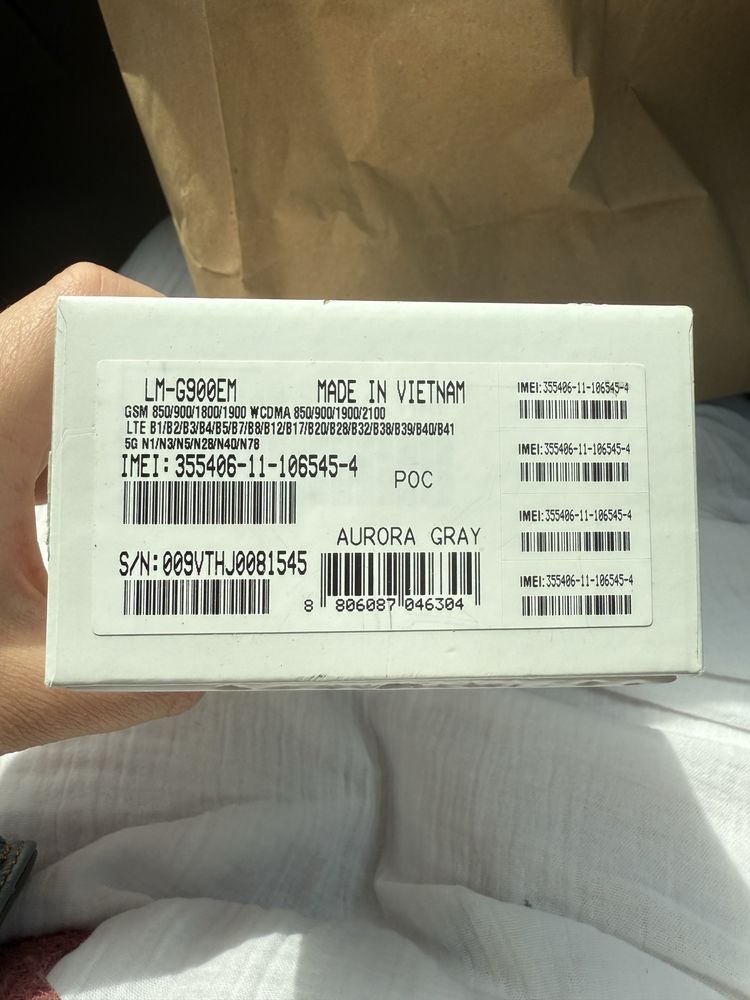 LM-G900EM MADE IN VIETNAM
GSM 850/900/1800/1900 WCDMA 850/900/1900/2100
LTE B1/B2/B3/B4/B5/B7/B8/B12/B17/B20/B28/B32/B38/B39/B40/B41
5G N1/N3/N5/N28/N40/N78
IMEI: 355406-11-106545-4
POC
AURORA GRAY
S/N: 009VTHJ0081545
8 806087 046304
IMEI: 355406-11-106545-4
IMEI: 355406-11-106545-4
IMEI: 355406-11-106545-4
IMEI: 355406-11-106545-4